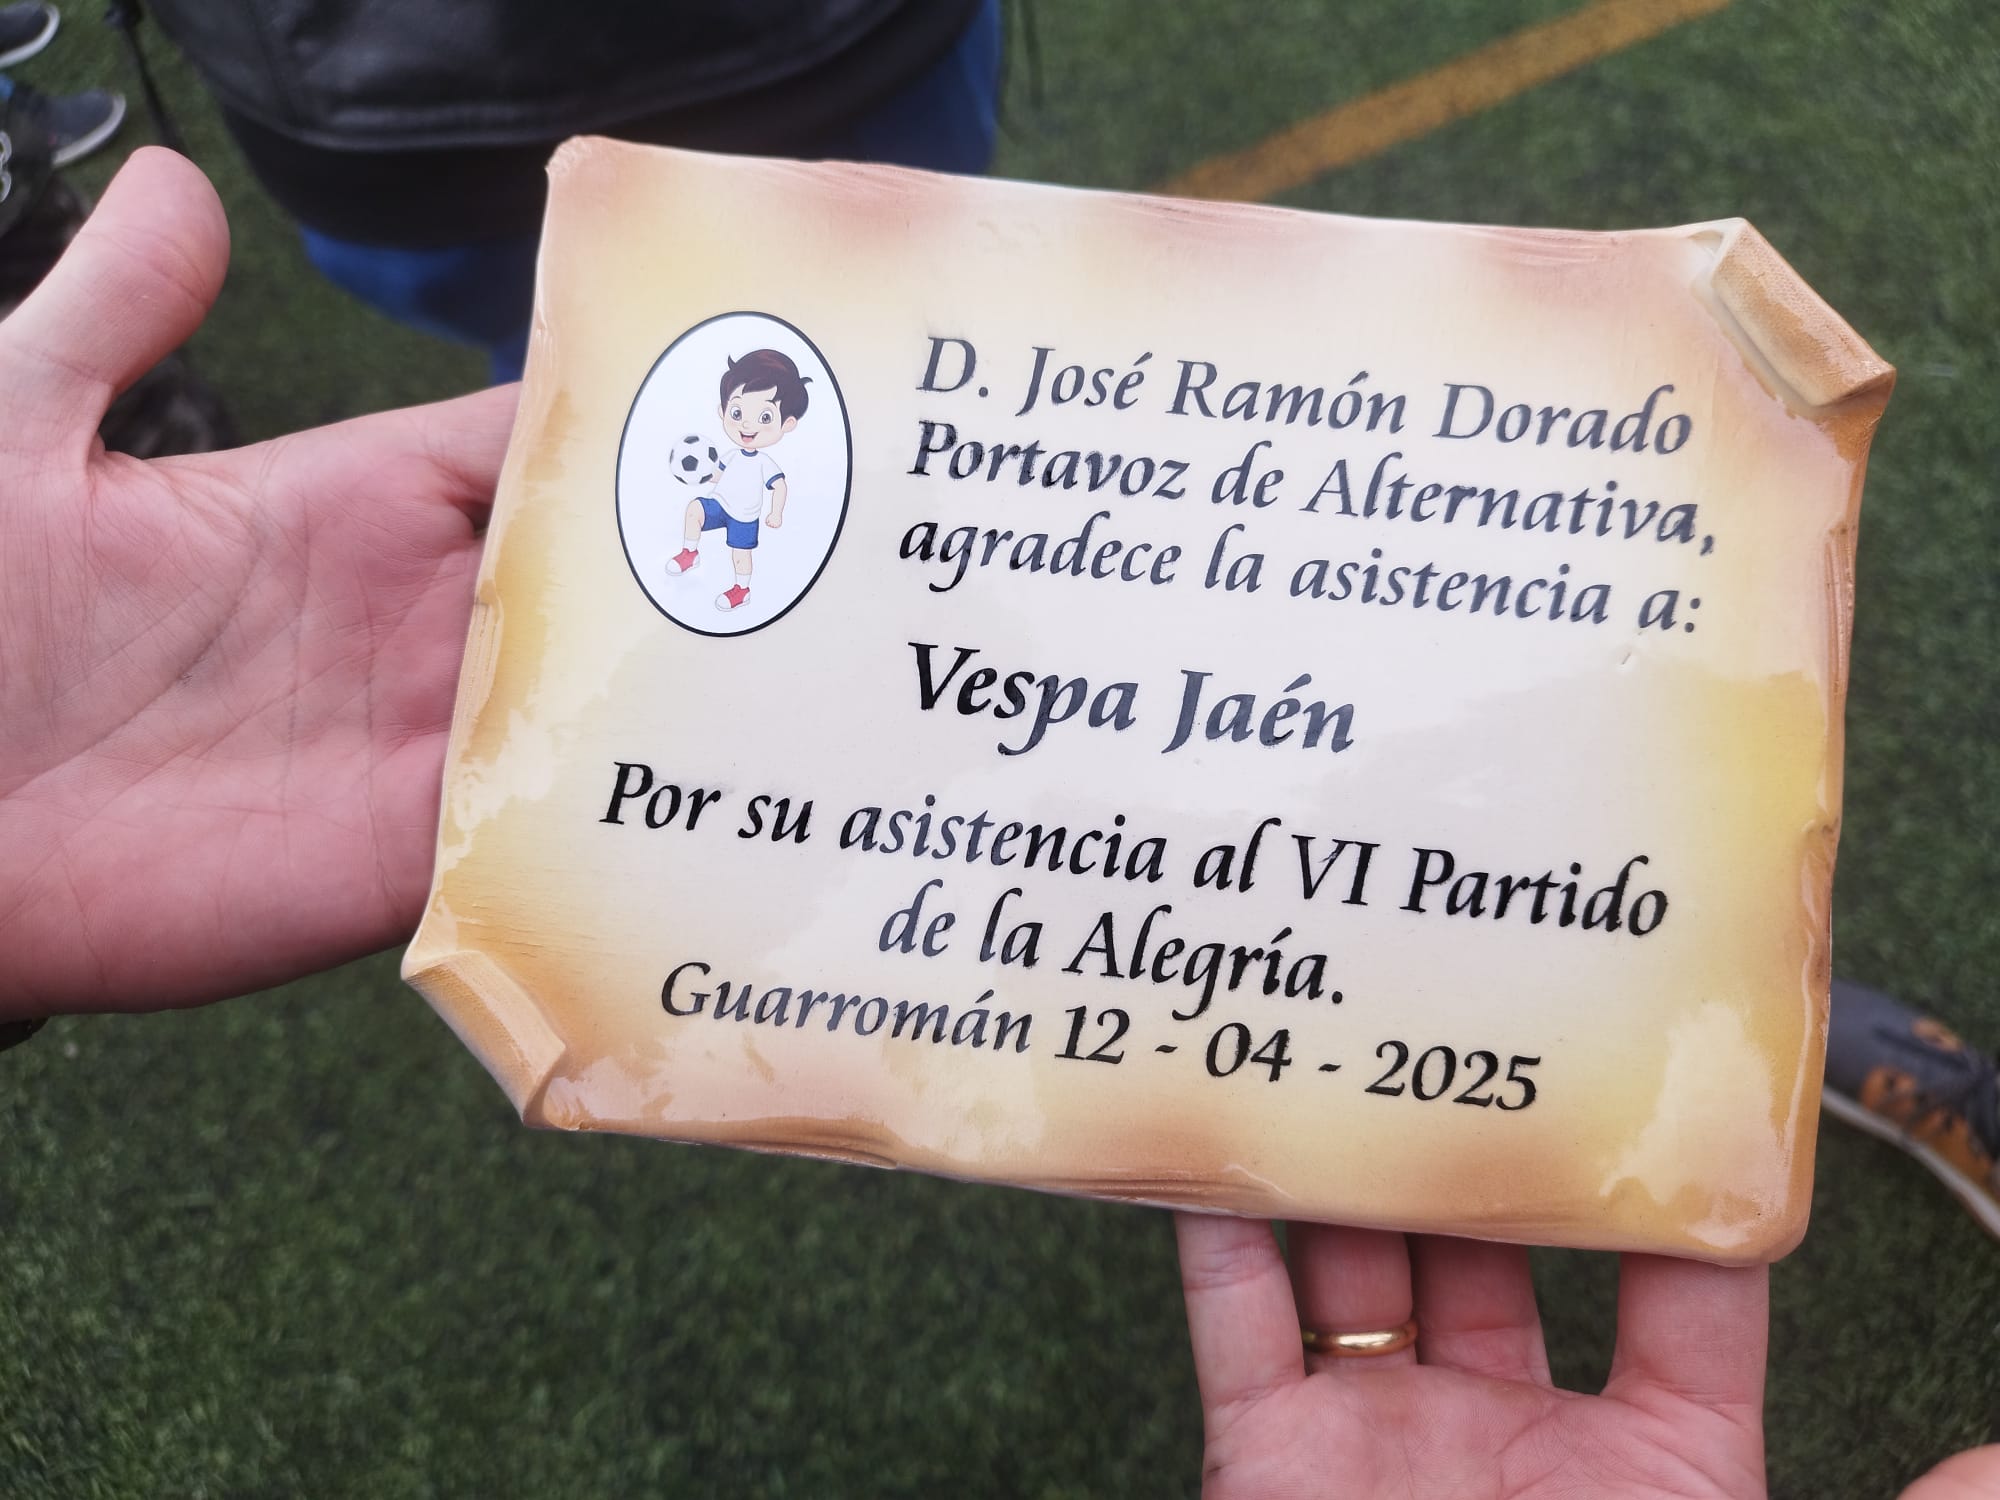 D. José Ramón Dorado
Portavoz de Alternativa,
agradece la asistencia a:
Vespa Jaén
Por su asistencia al VI Partido
de la Alegría.
Guarromán 12 - 04 - 2025